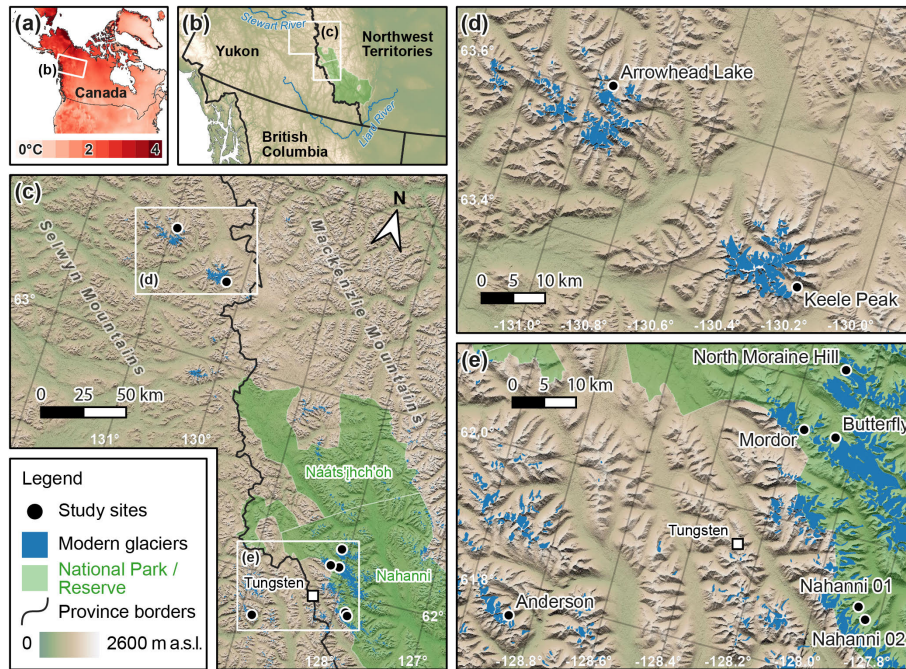 (a)
(b)
Canada
0°C 2 4
(b)
Stewart River
(c)
Yukon
Northwest
Territories
British
Columbia
Liard River
(c)
N
Selwyn Mountains
Mackenzie Mountains
(d)
63°
0 25 50 km
131°
130°
Náátsʼįhchʼoh
(e)
Tungsten
Nahanni
62°
128°
127°
Legend
Study sites
Modern glaciers
National Park /
Reserve
Province borders
0 2600 m a.s.l.
(d)
63.6°
Arrowhead Lake
63.4°
0 5 10 km
Keele Peak
-131.0° -130.8° -130.6° -130.4° -130.2° -130.0°
(e)
0 5 10 km
North Moraine Hill
62.0°
Mordor
Butterfly
Tungsten
61.8°
Anderson
Nahanni 01
Nahanni 02
-128.8° -128.6° -128.4° -128.2° -128.0° -127.8°